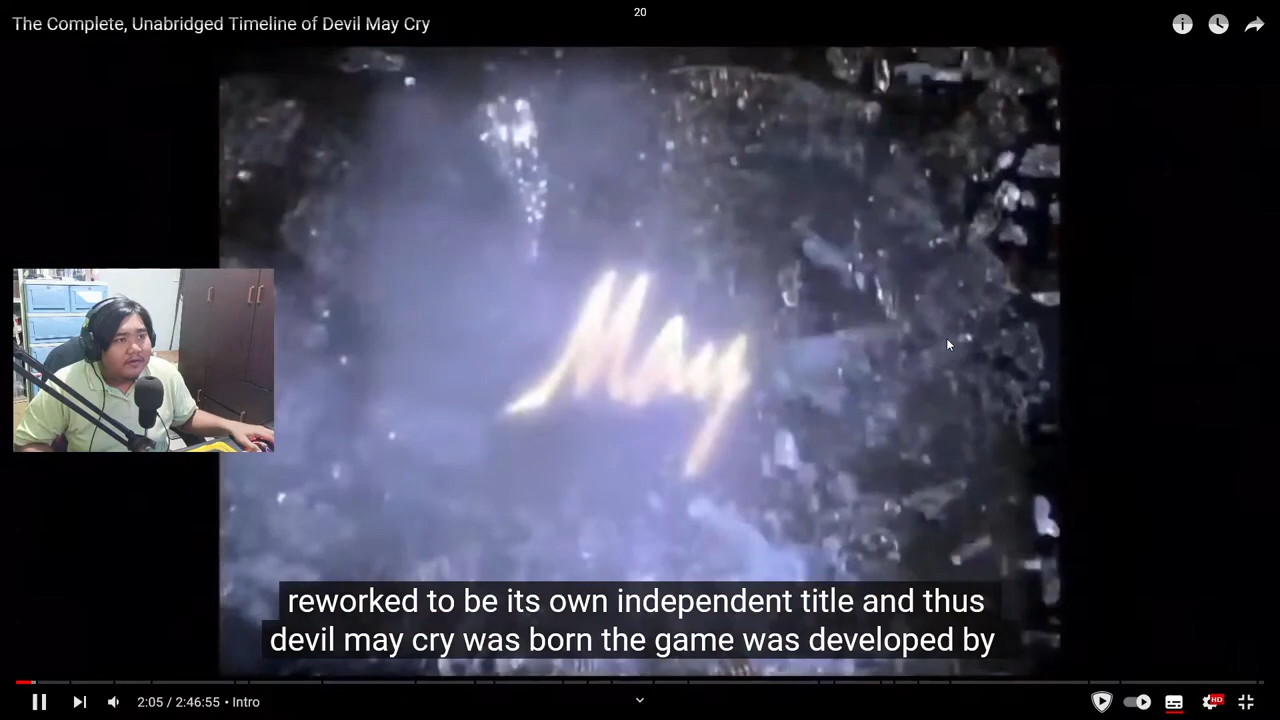 20
The Complete, Unabridged Timeline of Devil May Cry
May
reworked to be its own independent title and thus
devil may cry was born the game was developed by
2:05 / 2:46:55 • Intro
HD